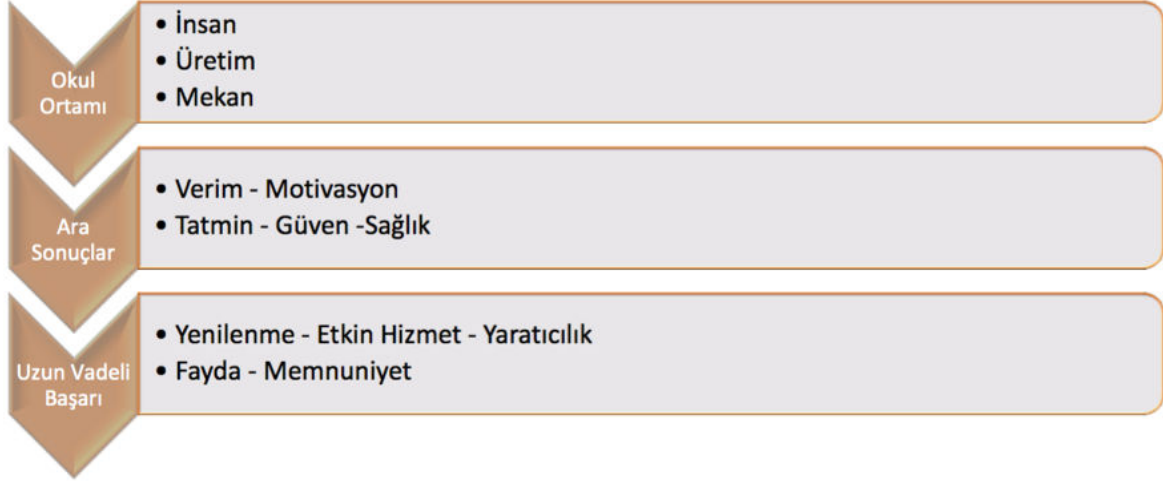 Okul
Ortamı
• İnsan
• Üretim
• Mekan
Ara
Sonuçlar
• Verim - Motivasyon
• Tatmin - Güven -Sağlık
Uzun Vadeli
Başarı
• Yenilenme - Etkin Hizmet - Yaratıcılık
• Fayda - Memnuniyet